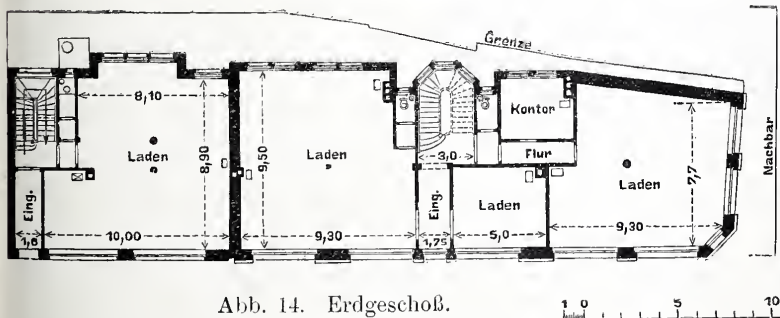 Grenze
Nachbar
8,10
Laden
8,90
9,50
Laden
3,0
Kontor
Flur
Laden
7,7
Laden
Eing.
1,6
10,00
9,30
Eing.
1,75
5,0
9,30
Abb. 14. Erdgeschoß.
1 0 5 10